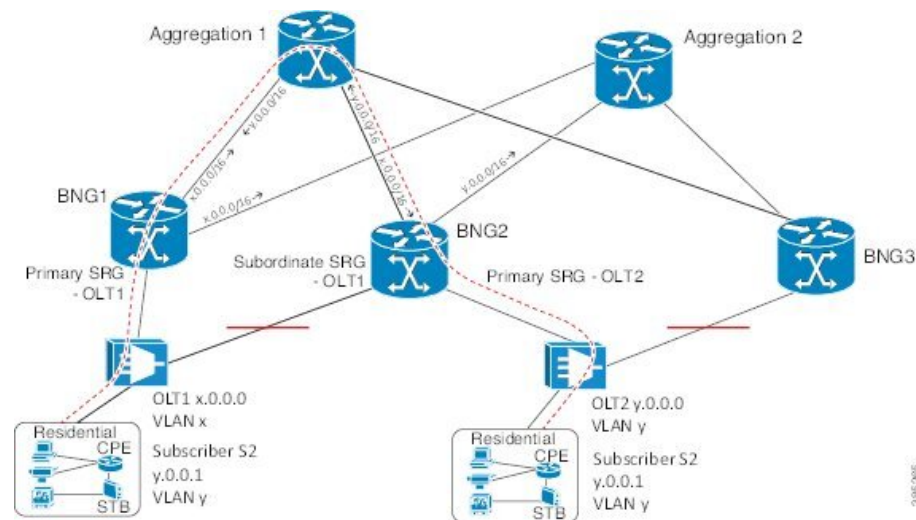 Aggregation 1
Aggregation 2
x.0.0.0/16 →
← y.0.0.0/16
← y.0.0.0/16
x.0.0.0/16 →
x.0.0.0/16 →
y.0.0.0/16 →
BNG1
BNG2
BNG3
Primary SRG
- OLT1
Subordinate SRG
- OLT1
Primary SRG - OLT2
OLT1 x.0.0.0
VLAN x
OLT2 y.0.0.0
VLAN y
Residential
CPE
STB
Subscriber S2
y.0.0.1
VLAN y
Residential
CPE
STB
Subscriber S2
y.0.0.1
VLAN y